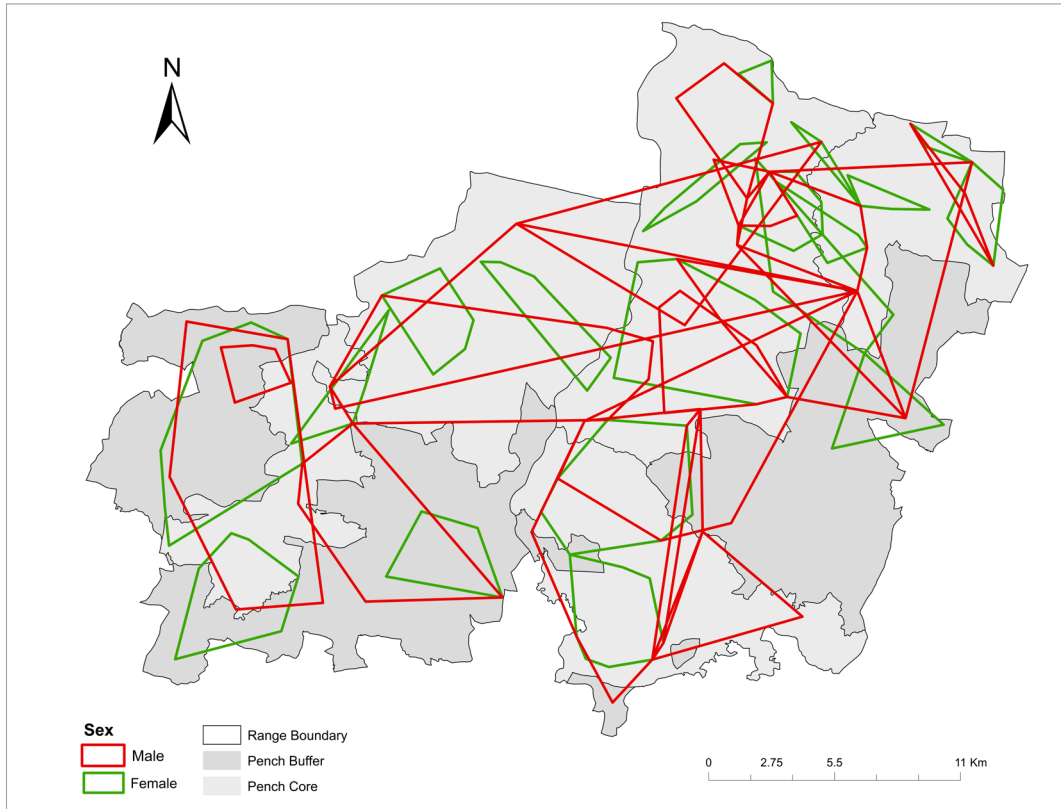 N
Sex
Male
Female
Range Boundary
Pench Buffer
Pench Core
0 2.75 5.5 11 Km